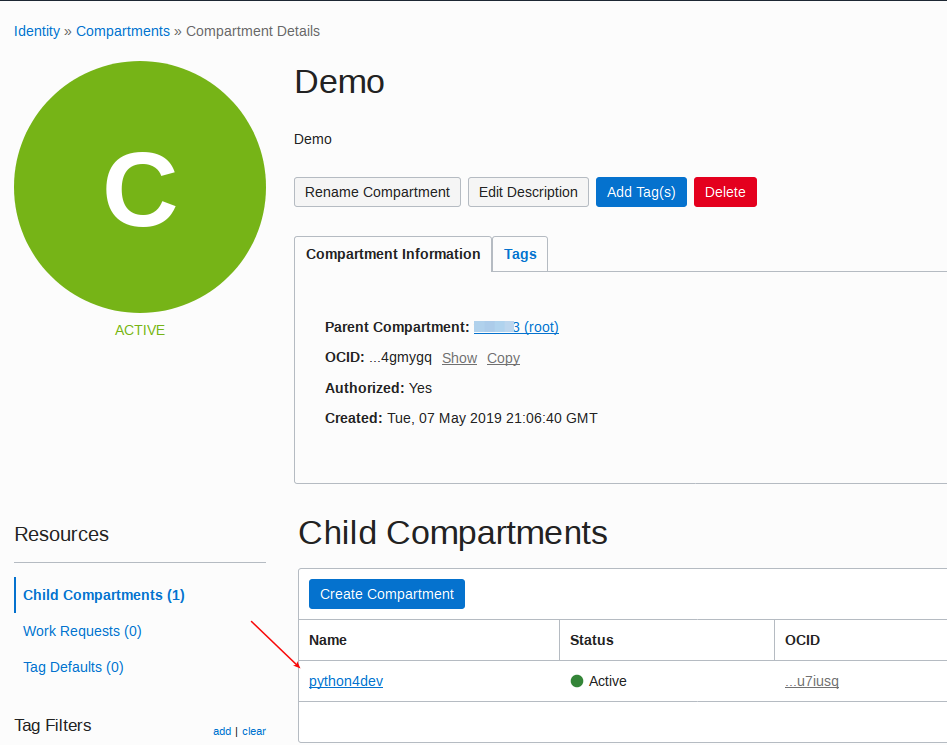 Identity » Compartments » Compartment Details
C
ACTIVE
Demo
Demo
Rename Compartment Edit Description Add Tag(s) Delete
Compartment Information Tags
Parent Compartment: 3 (root)
OCID: ...4gmygq Show Copy
Authorized: Yes
Created: Tue, 07 May 2019 21:06:40 GMT
Resources
Child Compartments (1)
Work Requests (0)
Tag Defaults (0)
Tag Filters add | clear
Child Compartments
Create Compartment
Name Status OCID
python4dev Active ...u7iusq